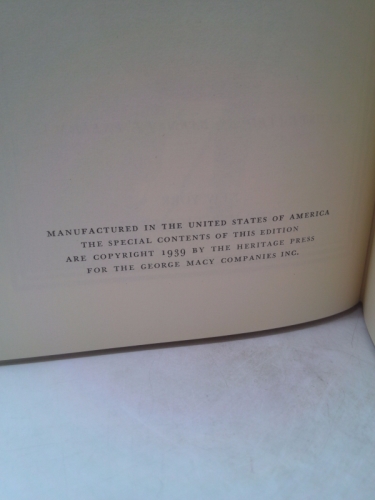 MANUFACTURED IN THE UNITED STATES OF AMERICA
THE SPECIAL CONTENTS OF THIS EDITION
ARE COPYRIGHT 1939 BY THE HERITAGE PRESS
FOR THE GEORGE MACY COMPANIES INC.